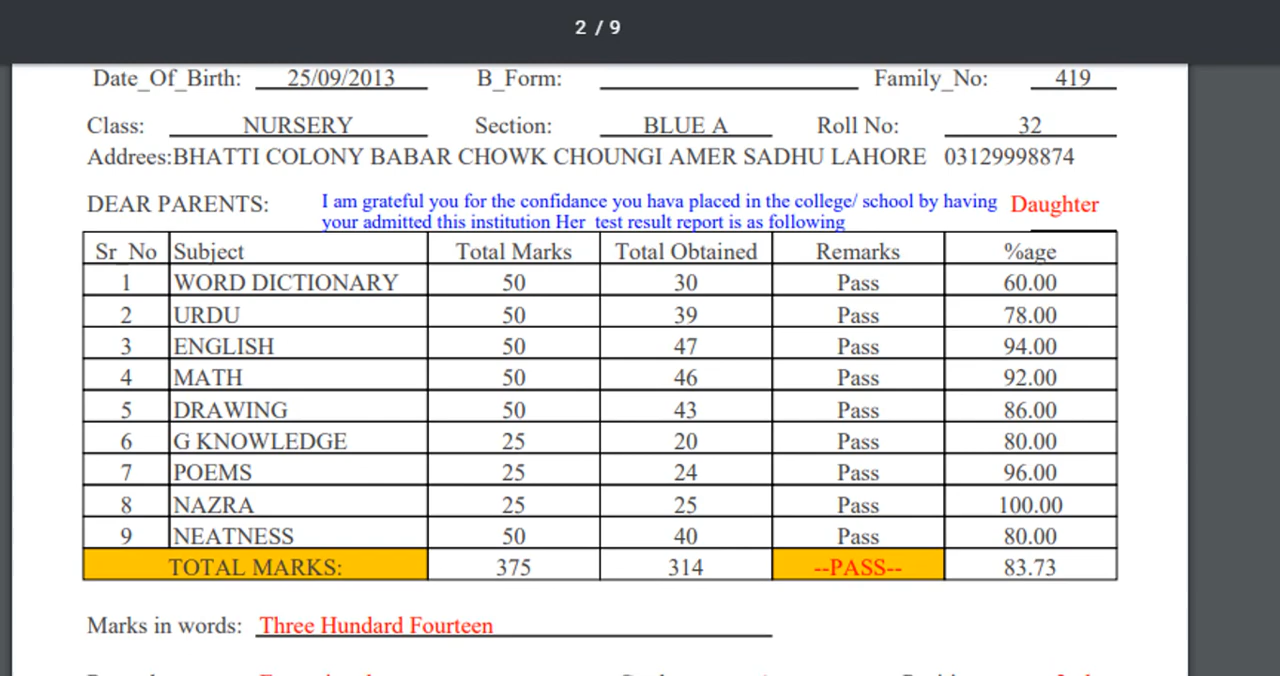 2 / 9
Date_Of_Birth: 25/09/2013 B_Form: Family_No: 419
Class: NURSERY Section: BLUE A Roll No: 32
Addrees:BHATTI COLONY BABAR CHOWK CHOUNGI AMER SADHU LAHORE 03129998874
DEAR PARENTS: I am grateful you for the confidance you hava placed in the college/ school by having Daughter
your admitted this institution Her test result report is as following
Sr_No Subject Total Marks Total Obtained Remarks %age
1 WORD DICTIONARY 50 30 Pass 60.00
2 URDU 50 39 Pass 78.00
3 ENGLISH 50 47 Pass 94.00
4 MATH 50 46 Pass 92.00
5 DRAWING 50 43 Pass 86.00
6 G KNOWLEDGE 25 20 Pass 80.00
7 POEMS 25 24 Pass 96.00
8 NAZRA 25 25 Pass 100.00
9 NEATNESS 50 40 Pass 80.00
TOTAL MARKS: 375 314 --PASS-- 83.73
Marks in words: Three Hundard Fourteen